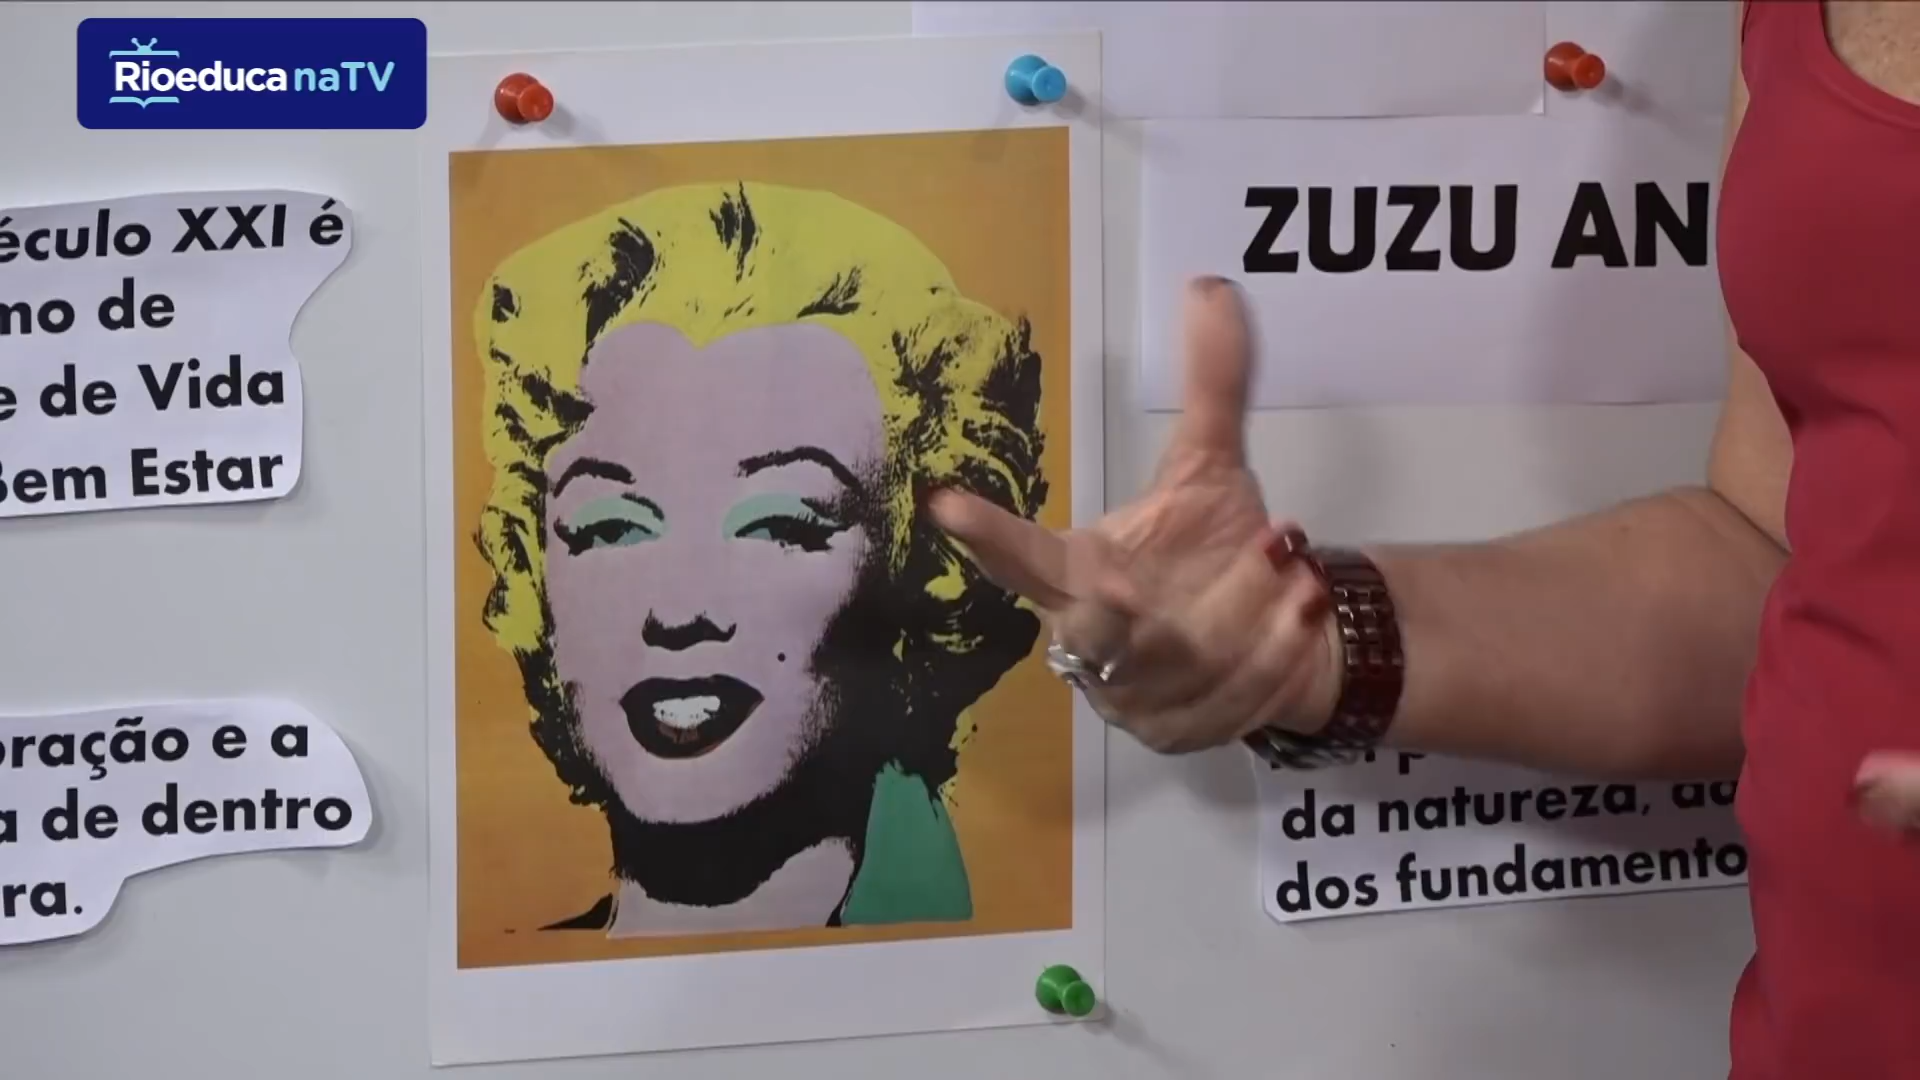 Rioeduca naTV
éculo XXI é
mo de
e de Vida
Bem Estar
ZUZU AN
oração e a
a de dentro
ra.
da natureza,
dos fundamento